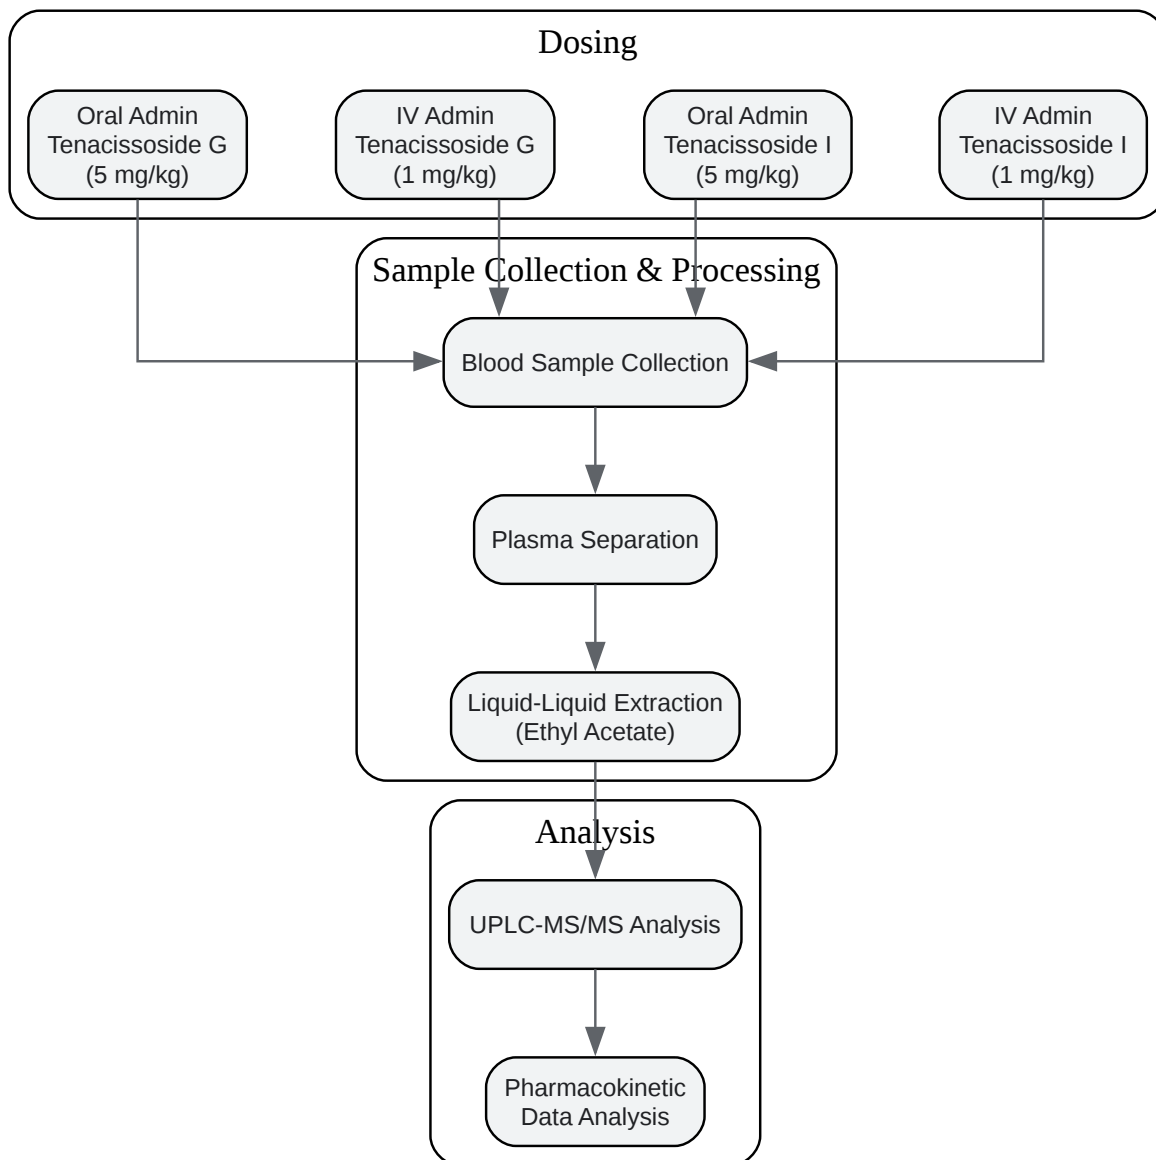 Dosing
Oral Admin
Tenacissoside G
(5 mg/kg)
IV Admin
Tenacissoside G
(1 mg/kg)
Oral Admin
Tenacissoside I
(5 mg/kg)
IV Admin
Tenacissoside I
(1 mg/kg)
Sample Collection & Processing
Blood Sample Collection
Plasma Separation
Liquid-Liquid Extraction
(Ethyl Acetate)
Analysis
UPLC-MS/MS Analysis
Pharmacokinetic
Data Analysis